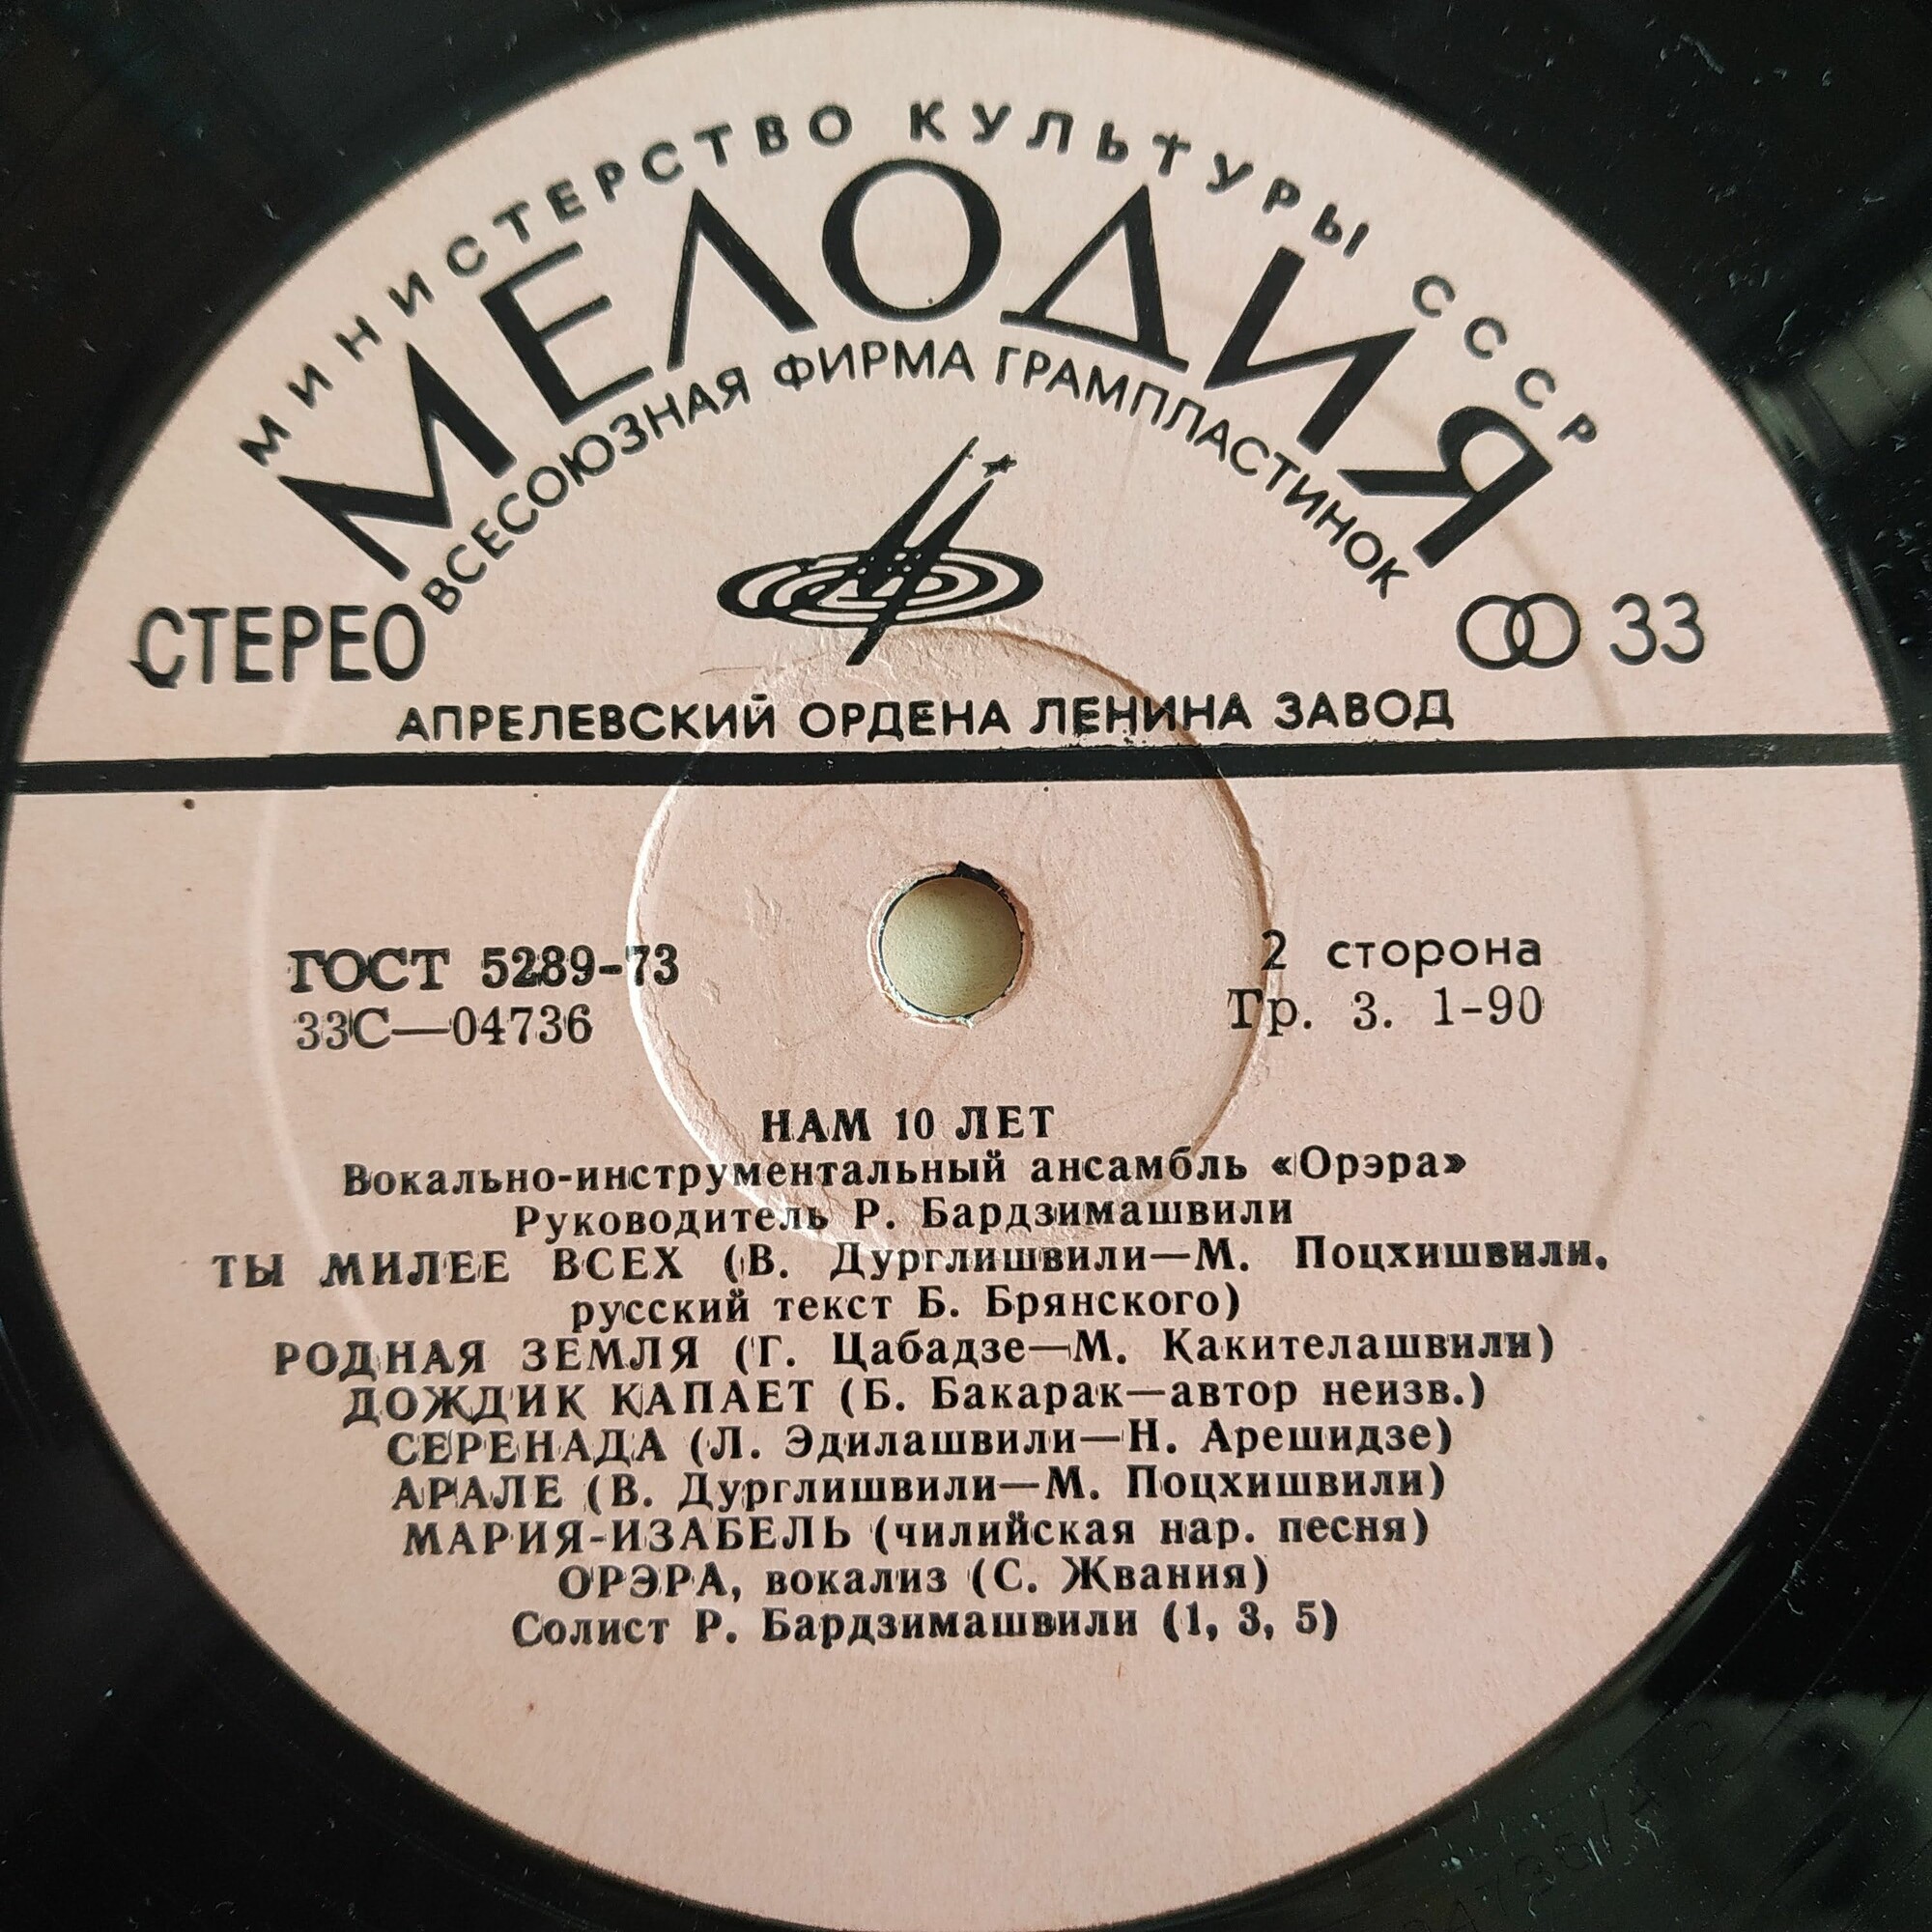 МИНИСТЕРСТВО КУЛЬТУРЫ СССР
МЕЛОДИЯ
ВСЕСОЮЗНАЯ ФИРМА ГРАМПЛАСТИНОК
СТЕРЕО
33
АПРЕЛЕВСКИЙ ОРДЕНА ЛЕНИНА ЗАВОД
ГОСТ 5289-73
33С—04736
2 сторона
Гр. 3. 1-90
НАМ 10 ЛЕТ
Вокально-инструментальный ансамбль «Орэра»
Руководитель Р. Бардзимашвили
ТЫ МИЛЕЕ ВСЕХ (В. Дурглишвили—М. Поцхишвили,
русский текст Б. Брянского)
РОДНАЯ ЗЕМЛЯ (Г. Цабадзе—М. Какителашвили)
ДОЖДИК КАПАЕТ (Б. Бакарак—автор неизв.)
СЕРЕНАДА (Л. Эдилашвили—Н. Арешидзе)
АРАЛЕ (В. Дурглишвили—М. Поцхишвили)
МАРИЯ-ИЗАБЕЛЬ (чилийская нар. песня)
ОРЭРА, вокализ (С. Жвания)
Солист Р. Бардзимашвили (1, 3, 5)